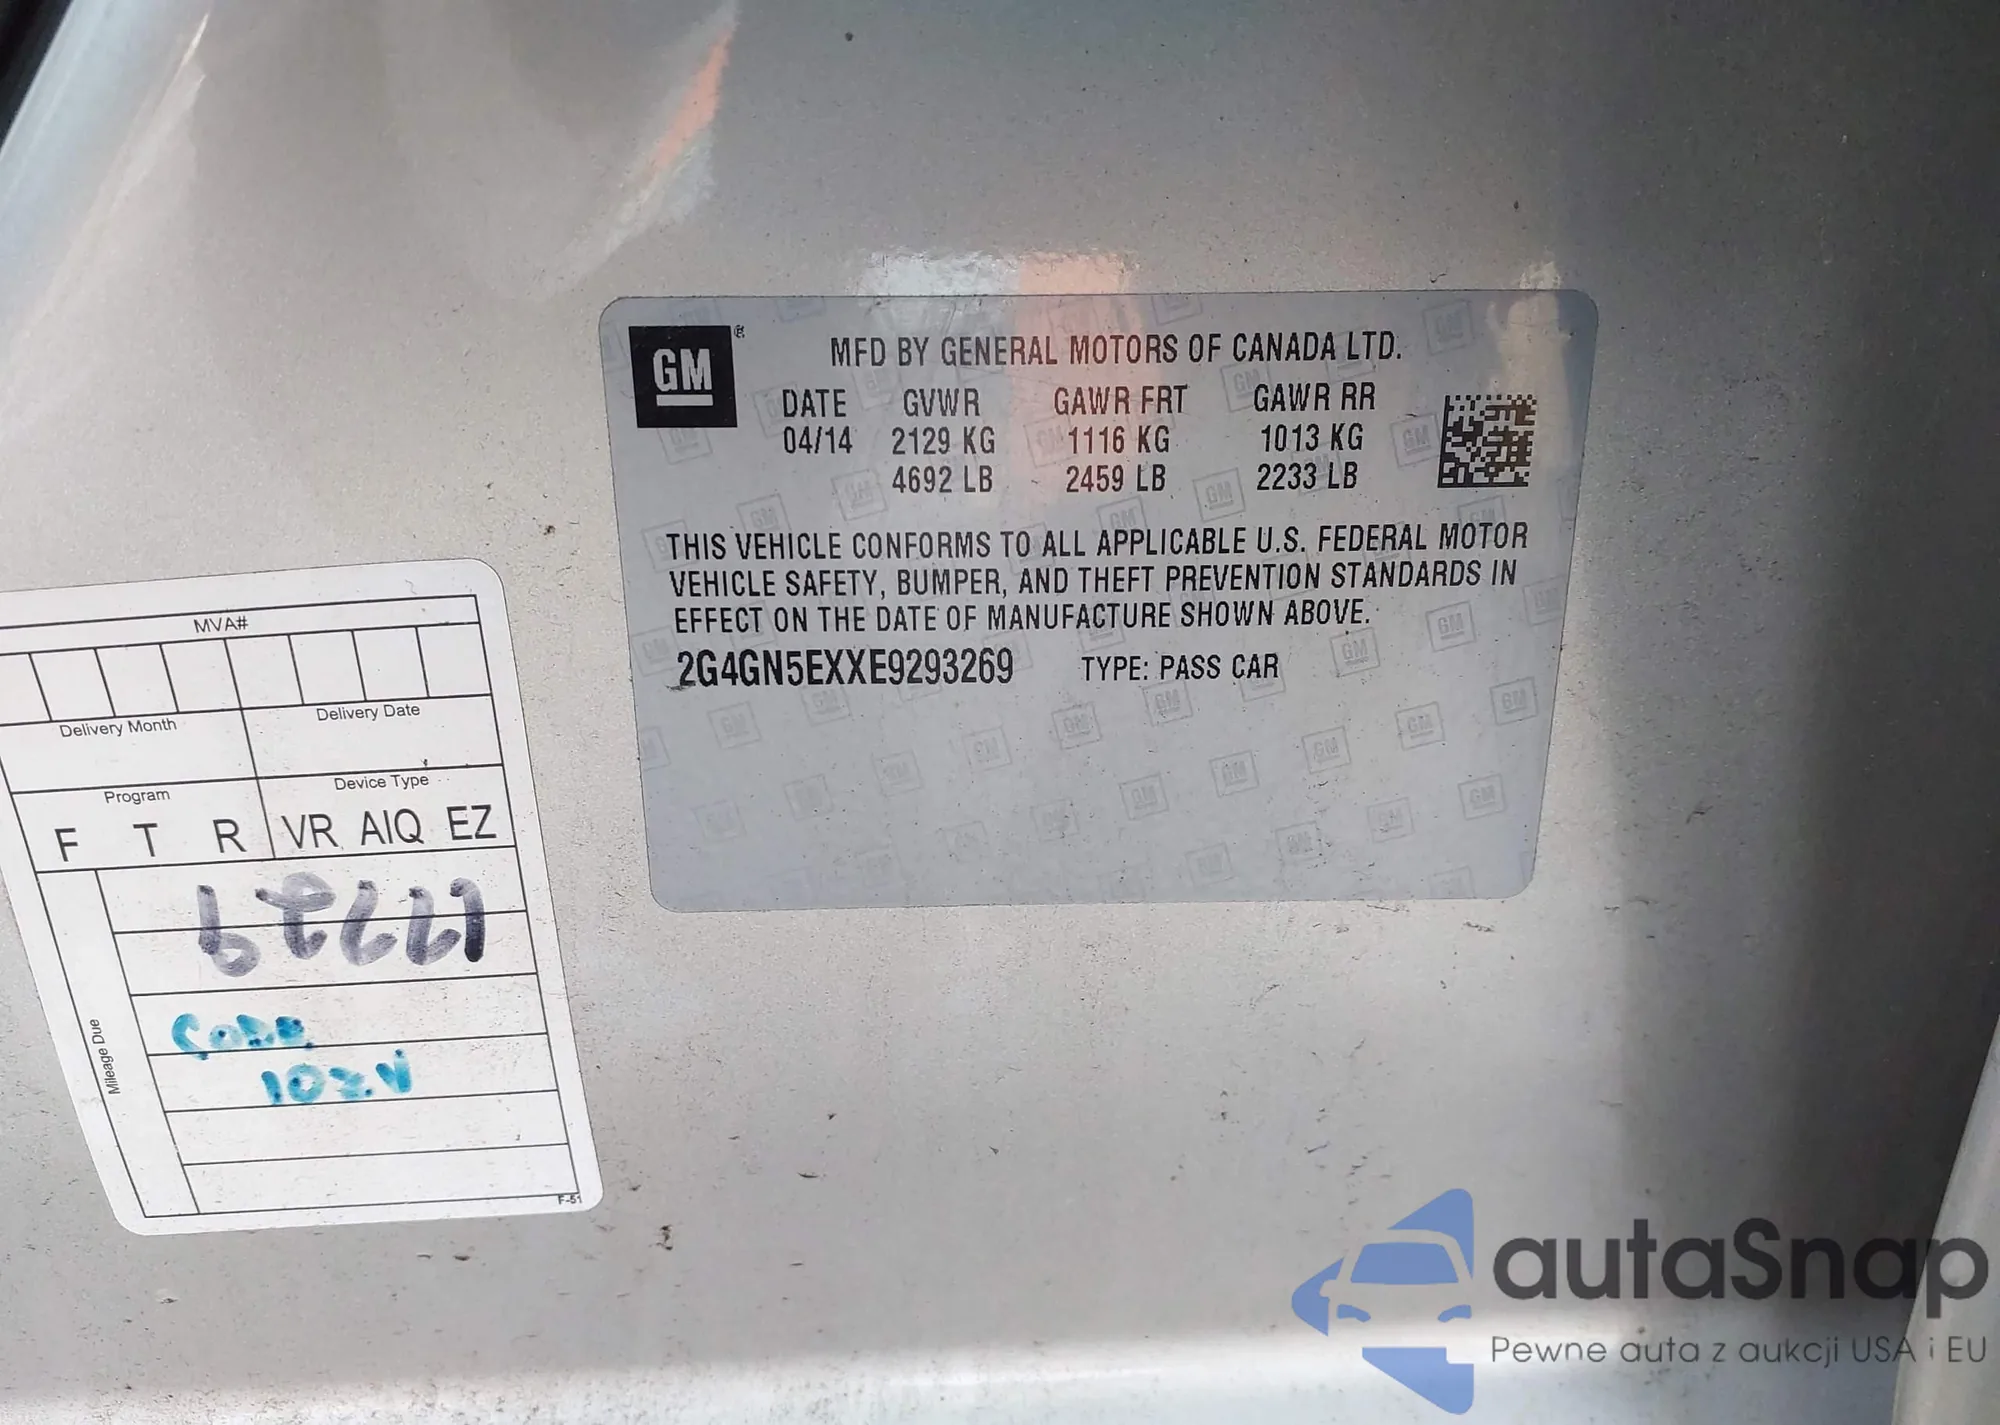 GM
®
MFD BY GENERAL MOTORS OF CANADA LTD.
DATE GVWR GAWR FRT GAWR RR
04/14 2129 KG 1116 KG 1013 KG
4692 LB 2459 LB 2233 LB
THIS VEHICLE CONFORMS TO ALL APPLICABLE U.S. FEDERAL MOTOR
VEHICLE SAFETY, BUMPER, AND THEFT PREVENTION STANDARDS IN
EFFECT ON THE DATE OF MANUFACTURE SHOWN ABOVE.
2G4GN5EXXE9293269 TYPE: PASS CAR
MVA#
Delivery Month Delivery Date
Program Device Type
F T R VR AIQ EZ
Mileage Due
F-51
autaSnap
Pewne auta z aukcji USA i EU